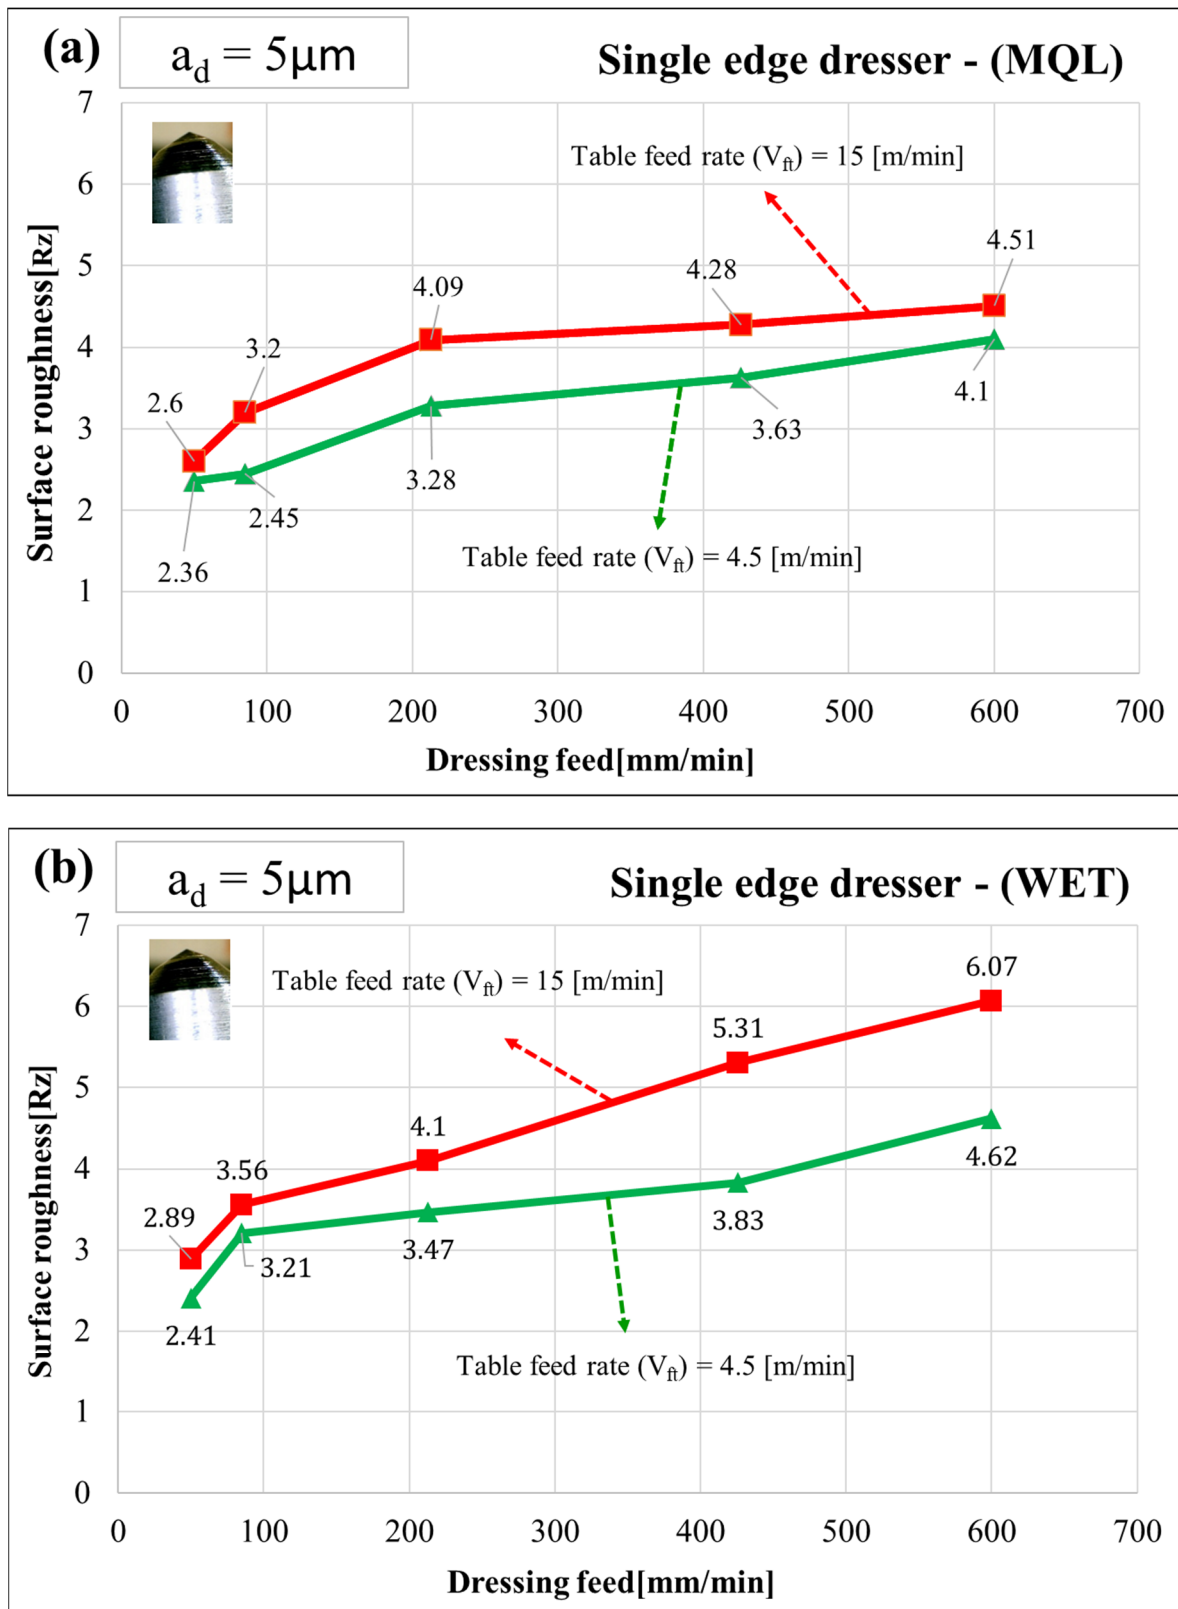 (a)
a_d = 5μm
Single edge dresser - (MQL)
Surface roughness[Rz]
7
6
5
4
3
2
1
0
Table feed rate (V_ft) = 15 [m/min]
2.6
3.2
4.09
4.28
4.51
2.36
2.45
3.28
3.63
4.1
Table feed rate (V_ft) = 4.5 [m/min]
0 100 200 300 400 500 600 700
Dressing feed[mm/min]
(b)
a_d = 5μm
Single edge dresser - (WET)
Surface roughness[Rz]
7
6
5
4
3
2
1
0
Table feed rate (V_ft) = 15 [m/min]
2.89
3.56
4.1
5.31
6.07
2.41
3.21
3.47
3.83
4.62
Table feed rate (V_ft) = 4.5 [m/min]
0 100 200 300 400 500 600 700
Dressing feed[mm/min]